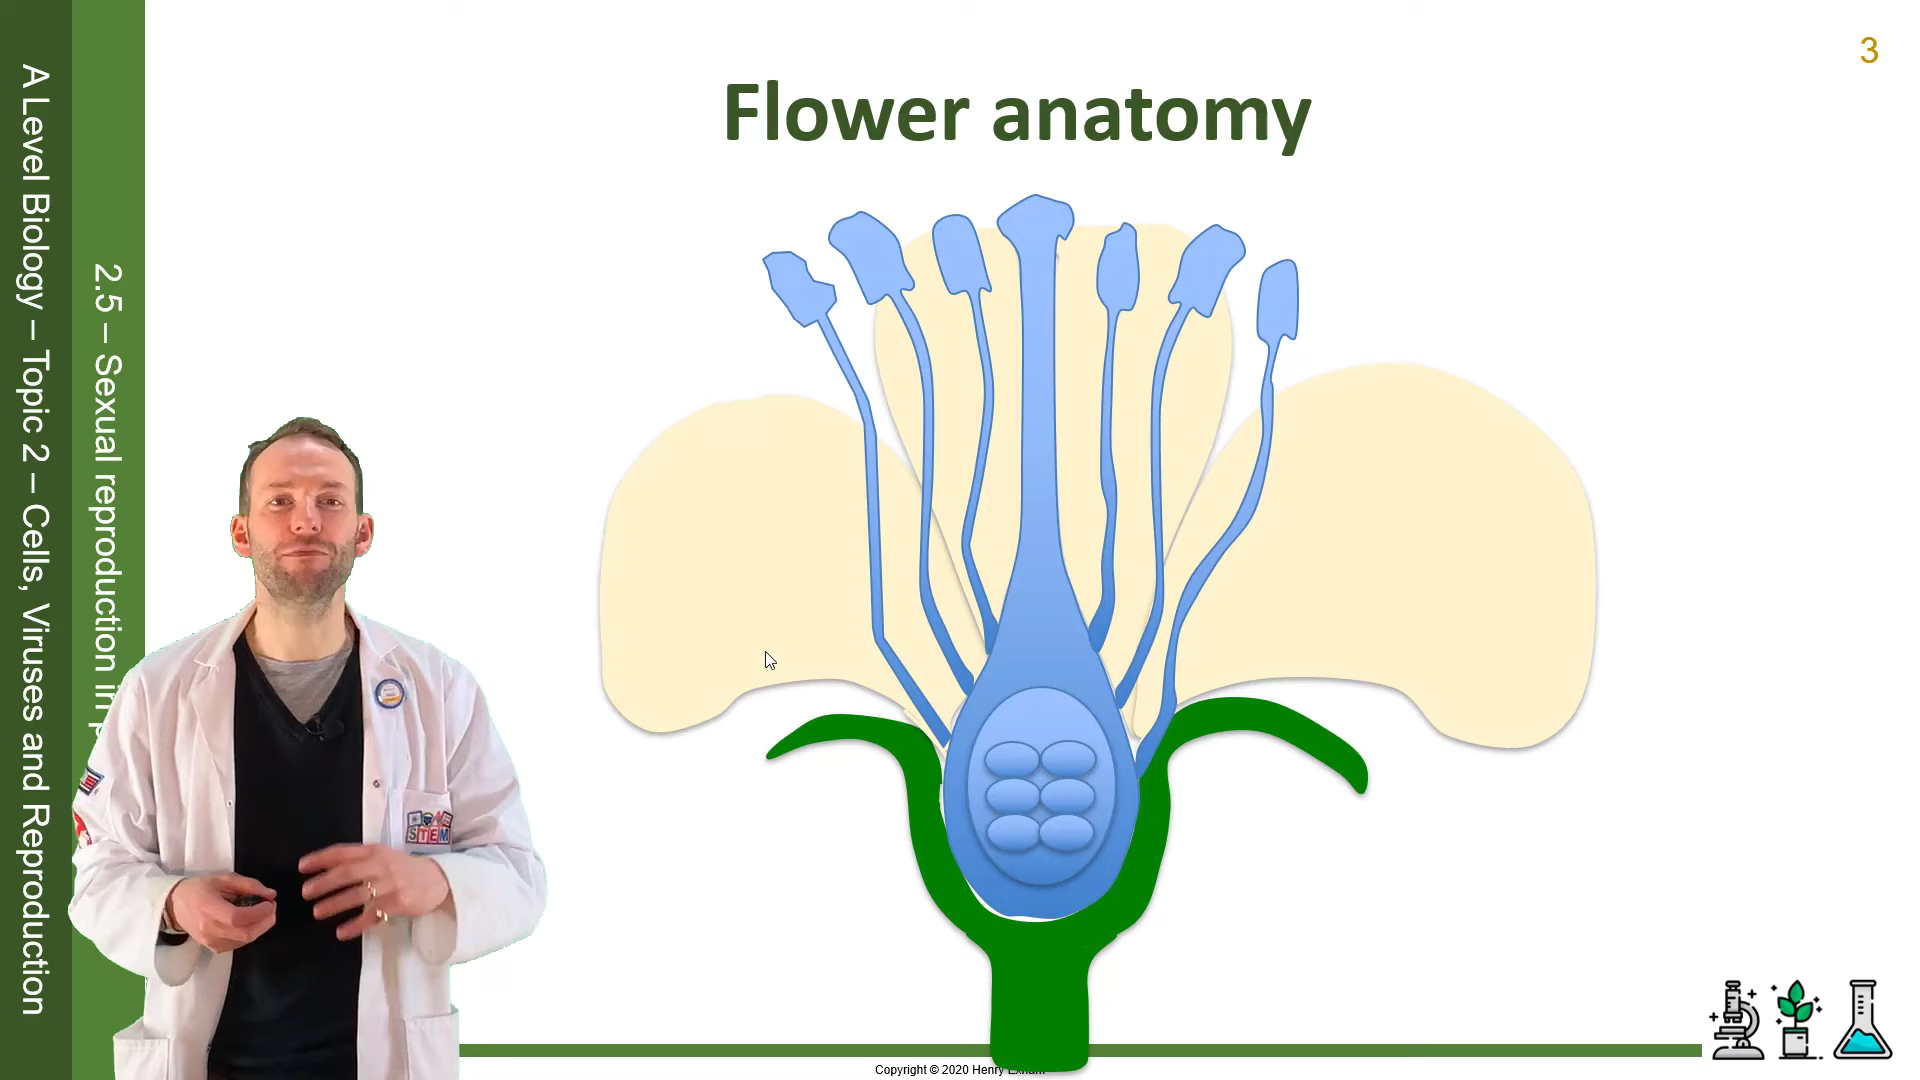 3
Flower anatomy
A Level Biology – Topic 2 – Cells, Viruses and Reproduction
2.5 – Sexual reproduction in
STEM
Copyright © 2020 Henry Exham